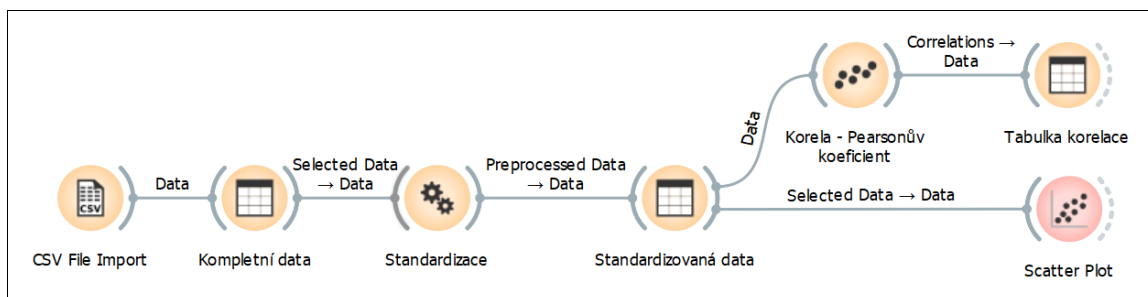 Correlations →
Data
Data
Korela - Pearsonův
koeficient
Tabulka korelace
Data
Selected Data
→ Data
Preprocessed Data
→ Data
Selected Data → Data
CSV
CSV File Import
Kompletní data
Standardizace
Standardizovaná data
Scatter Plot